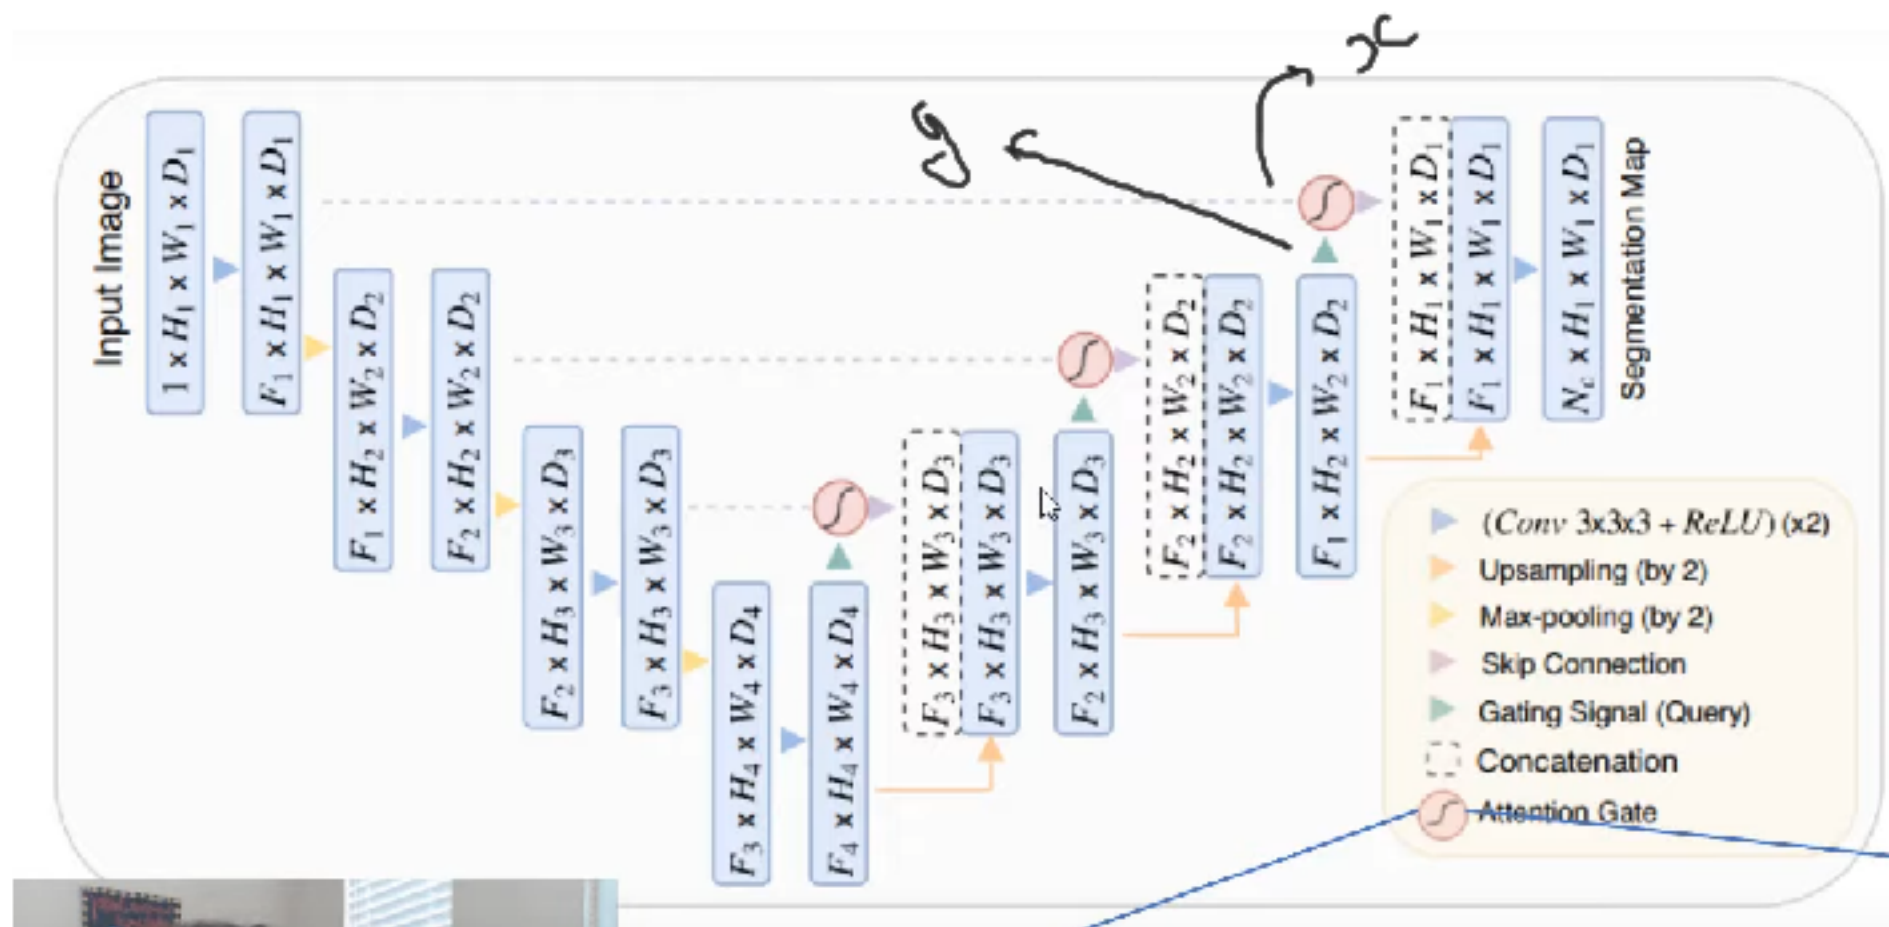 x
g
Input Image
1 × H₁ × W₁ × D₁
F₁ × H₁ × W₁ × D₁
F₁ × H₂ × W₂ × D₂
F₂ × H₂ × W₂ × D₂
F₂ × H₃ × W₃ × D₃
F₃ × H₃ × W₃ × D₃
F₃ × H₄ × W₄ × D₄
F₄ × H₄ × W₄ × D₄
F₃ × H₃ × W₃ × D₃
F₃ × H₃ × W₃ × D₃
F₂ × H₃ × W₃ × D₃
F₂ × H₂ × W₂ × D₂
F₂ × H₂ × W₂ × D₂
F₁ × H₂ × W₂ × D₂
F₁ × H₁ × W₁ × D₁
F₁ × H₁ × W₁ × D₁
N_c × H₁ × W₁ × D₁
Segmentation Map
(Conv 3x3x3 + ReLU) (x2)
Upsampling (by 2)
Max-pooling (by 2)
Skip Connection
Gating Signal (Query)
Concatenation
Attention Gate